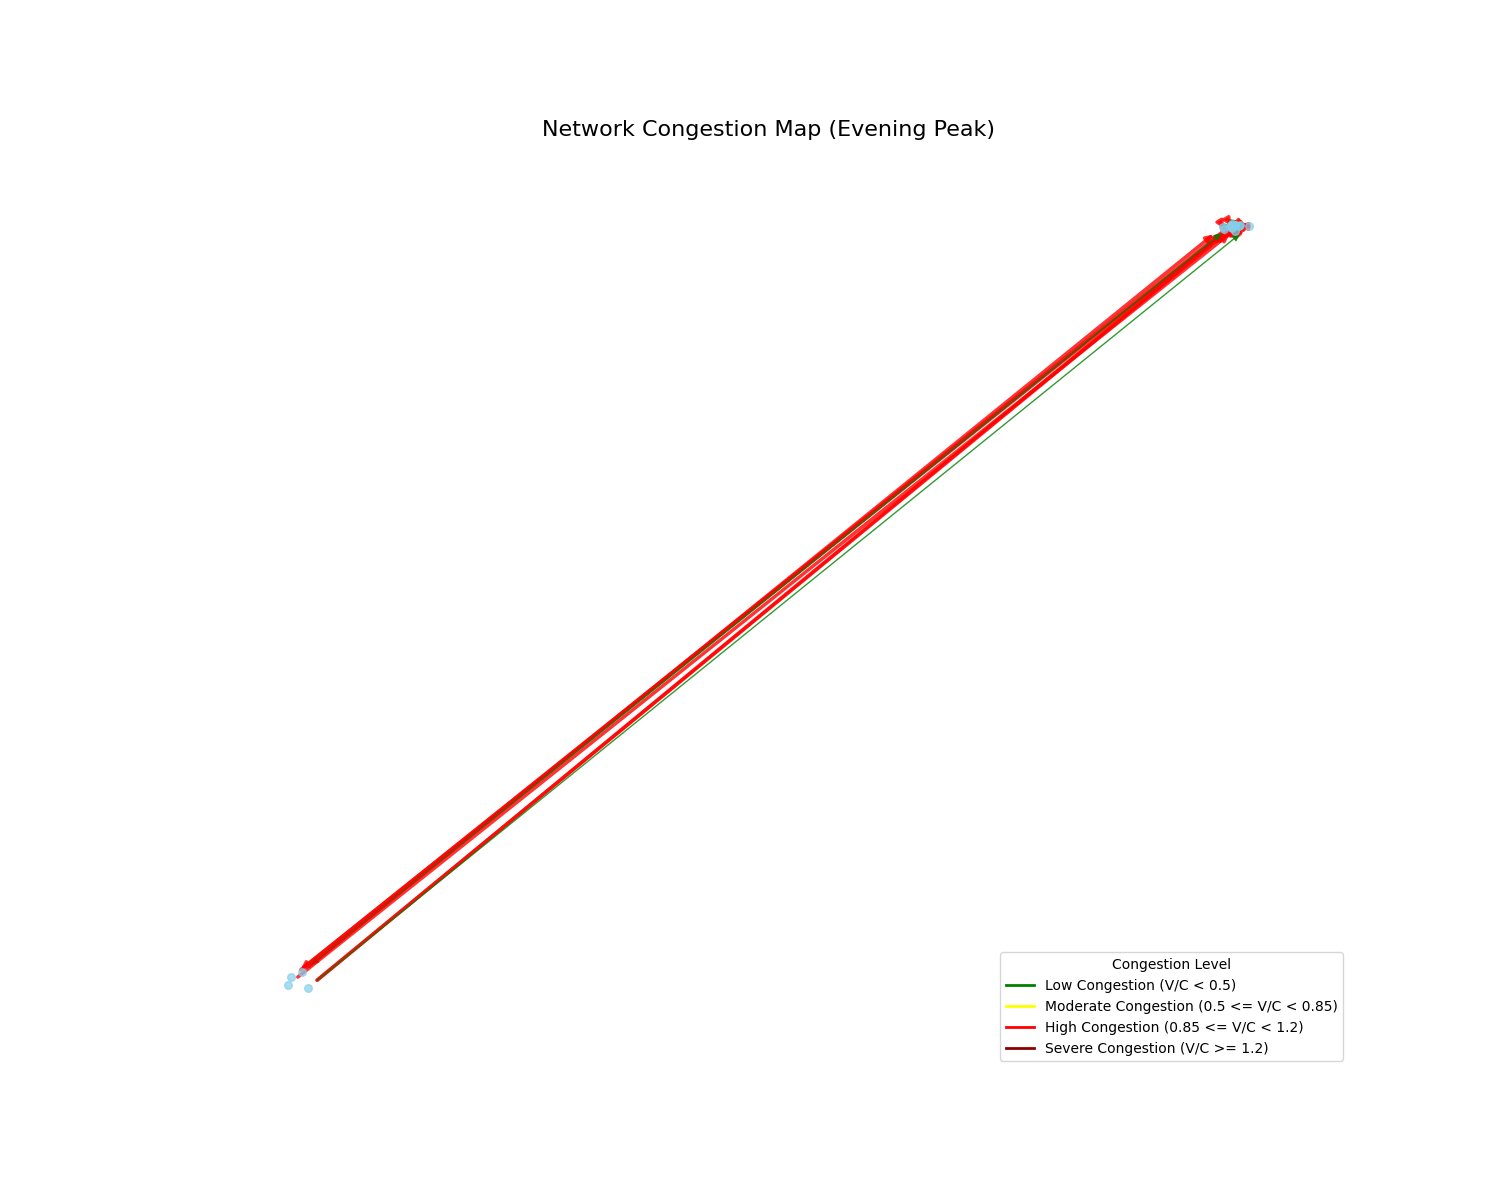 Network Congestion Map (Evening Peak)
Congestion Level
Low Congestion (V/C < 0.5)
Moderate Congestion (0.5 <= V/C < 0.85)
High Congestion (0.85 <= V/C < 1.2)
Severe Congestion (V/C >= 1.2)